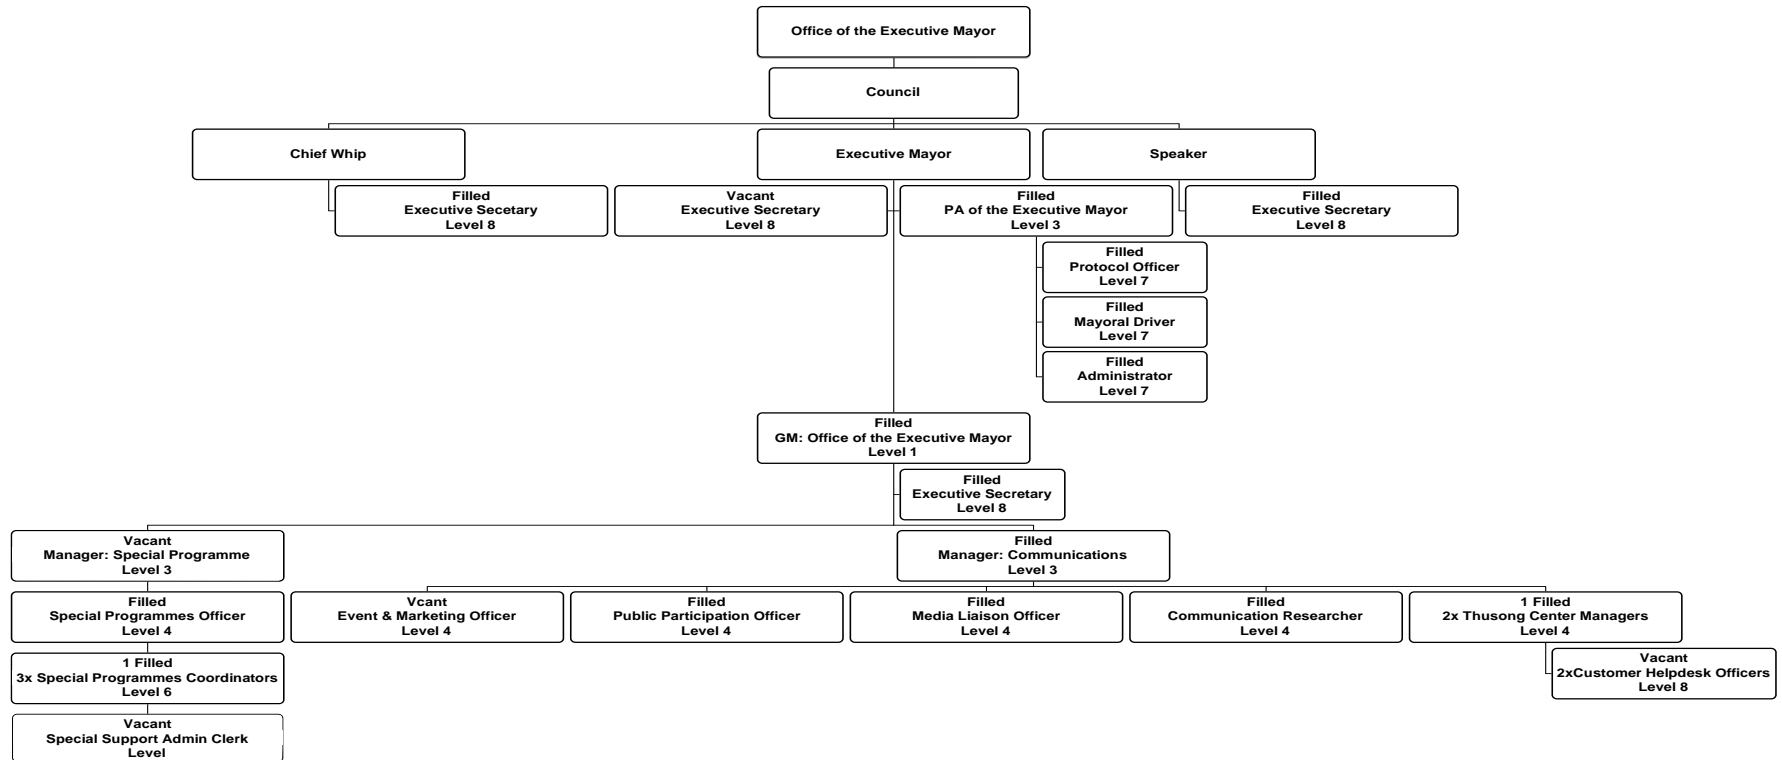 Office of the Executive Mayor
Council
Chief Whip
Executive Mayor
Speaker
Filled
Executive Secetary
Level 8
Vacant
Executive Secretary
Level 8
Filled
PA of the Executive Mayor
Level 3
Filled
Executive Secretary
Level 8
Filled
Protocol Officer
Level 7
Filled
Mayoral Driver
Level 7
Filled
Administrator
Level 7
Filled
GM: Office of the Executive Mayor
Level 1
Filled
Executive Secretary
Level 8
Vacant
Manager: Special Programme
Level 3
Filled
Manager: Communications
Level 3
Filled
Special Programmes Officer
Level 4
Vcant
Event & Marketing Officer
Level 4
Filled
Public Participation Officer
Level 4
Filled
Media Liaison Officer
Level 4
Filled
Communication Researcher
Level 4
1 Filled
2x Thusong Center Managers
Level 4
1 Filled
3x Special Programmes Coordinators
Level 6
Vacant
2xCustomer Helpdesk Officers
Level 8
Vacant
Special Support Admin Clerk
Level